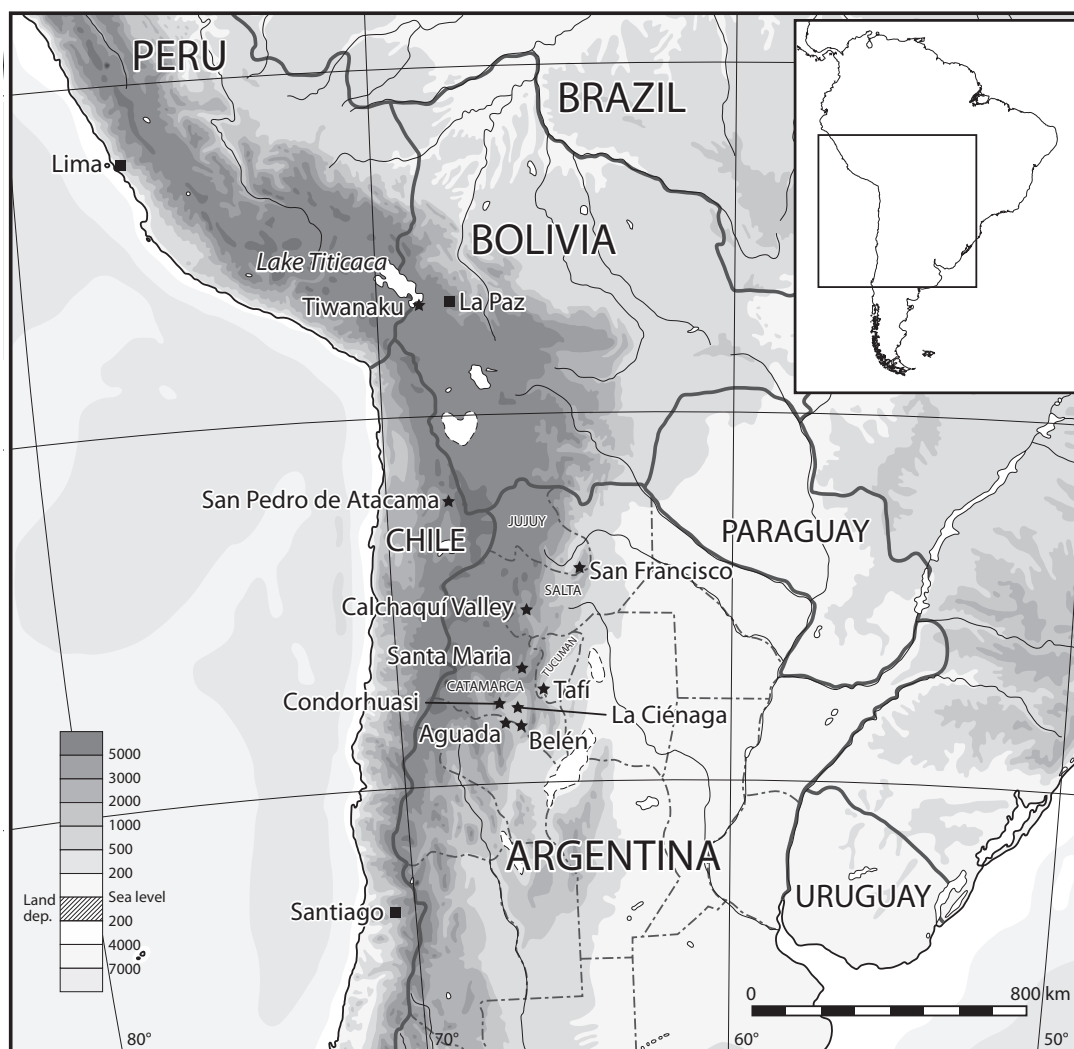 PERU
BRAZIL
Lima
BOLIVIA
Lake Titicaca
Tiwanaku
La Paz
San Pedro de Atacama
JUJUY
CHILE
PARAGUAY
San Francisco
SALTA
Calchaquí Valley
TUCUMAN
Santa Maria
CATAMARCA
Tafí
Condorhuasi
La Ciénaga
Aguada
Belén
5000
3000
2000
1000
500
200
Land
dep.
Sea level
200
4000
7000
ARGENTINA
URUGUAY
Santiago
0
800 km
80°
70°
60°
50°